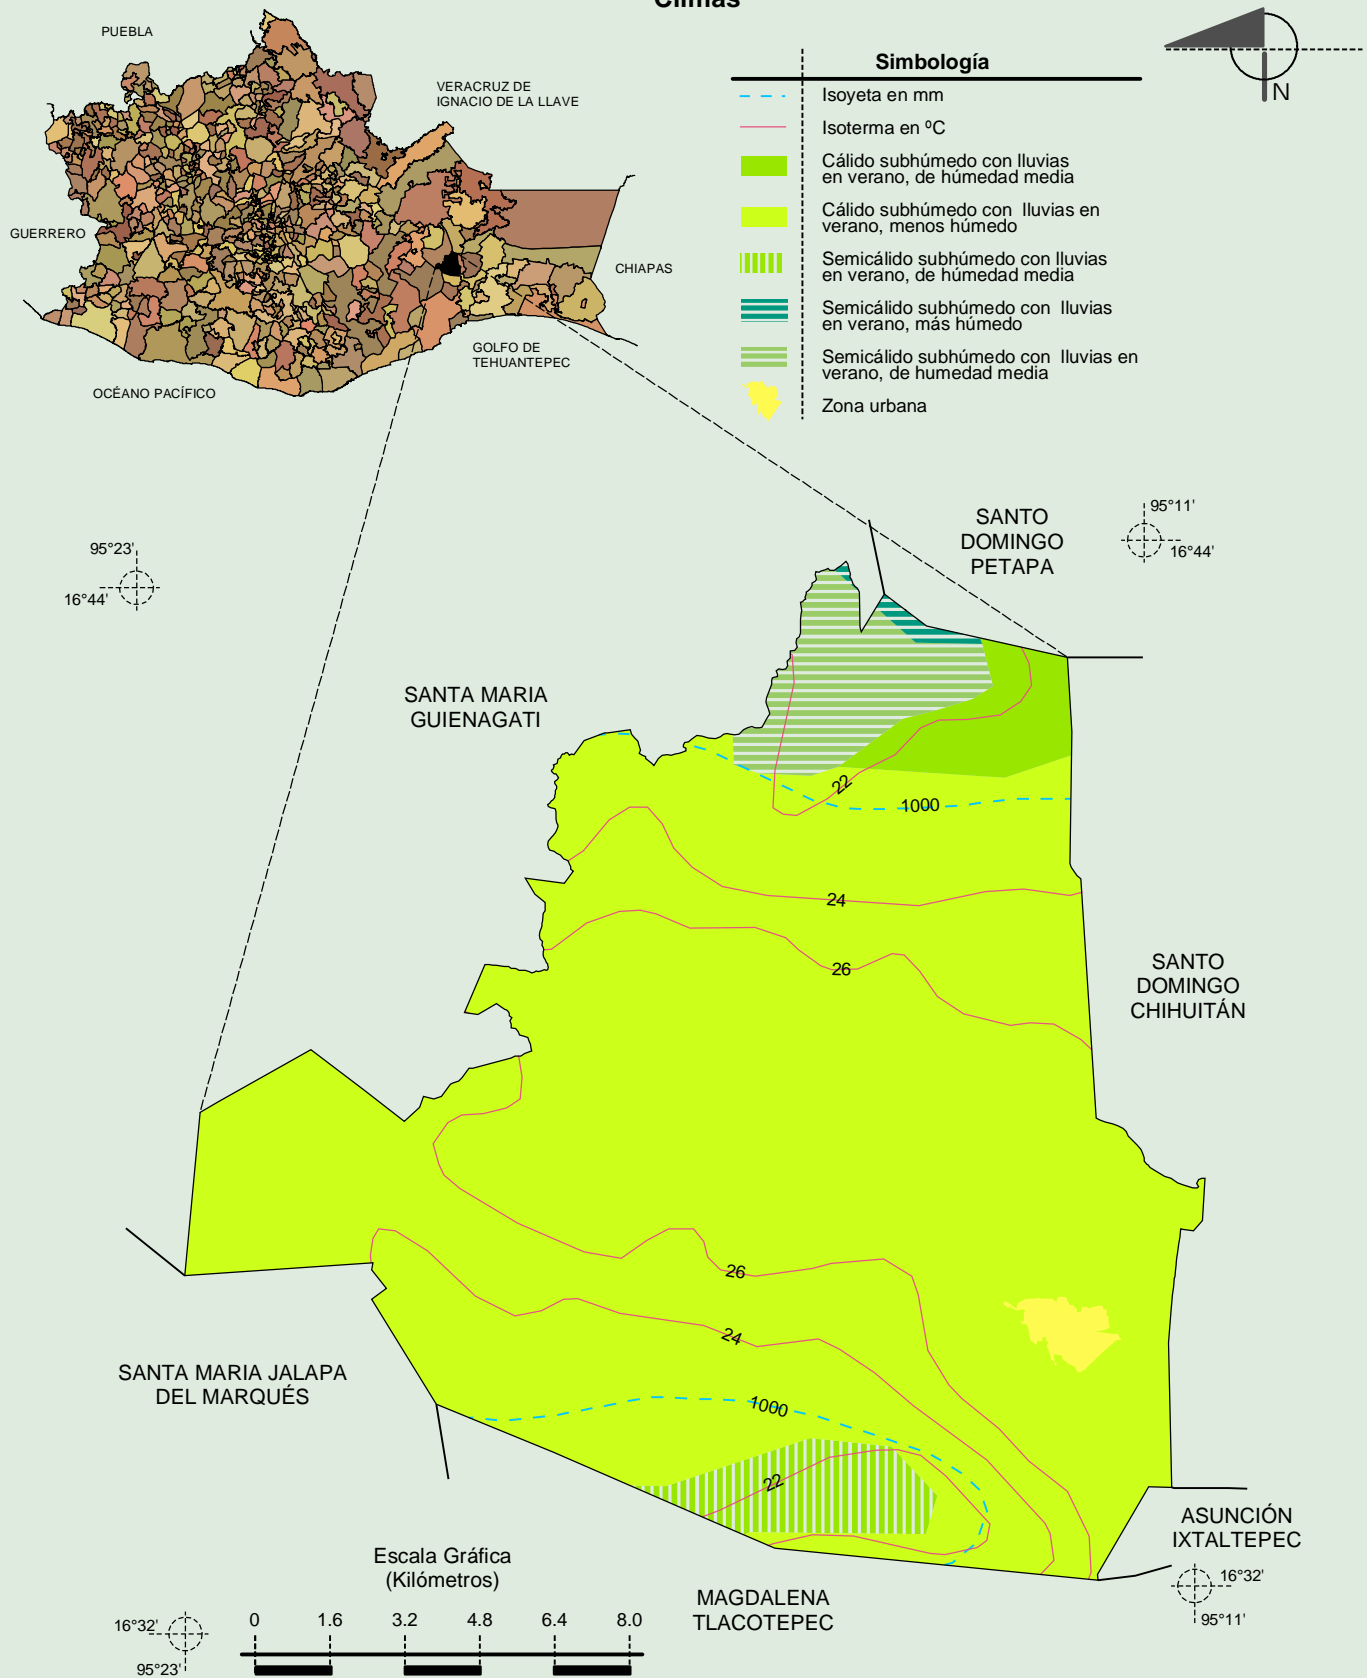 Climas
PUEBLA
VERACRUZ DE
IGNACIO DE LA LLAVE
GUERRERO
CHIAPAS
GOLFO DE
TEHUANTEPEC
OCÉANO PACÍFICO
N
Simbología
Isoyeta en mm
Isoterma en ºC
Cálido subhúmedo con lluvias
en verano, de húmedad media
Cálido subhúmedo con lluvias en
verano, menos húmedo
Semicálido subhúmedo con lluvias
en verano, de húmedad media
Semicálido subhúmedo con lluvias
en verano, más húmedo
Semicálido subhúmedo con lluvias en
verano, de humedad media
Zona urbana
95°23'
16°44'
95°11'
16°44'
SANTO
DOMINGO
PETAPA
SANTA MARIA
GUIENAGATI
22
1000
24
26
SANTO
DOMINGO
CHIHUITÁN
26
24
1000
22
SANTA MARIA JALAPA
DEL MARQUÉS
ASUNCIÓN
IXTALTEPEC
MAGDALENA
TLACOTEPEC
16°32'
95°11'
Escala Gráfica
(Kilómetros)
0 1.6 3.2 4.8 6.4 8.0
16°32'
95°23'